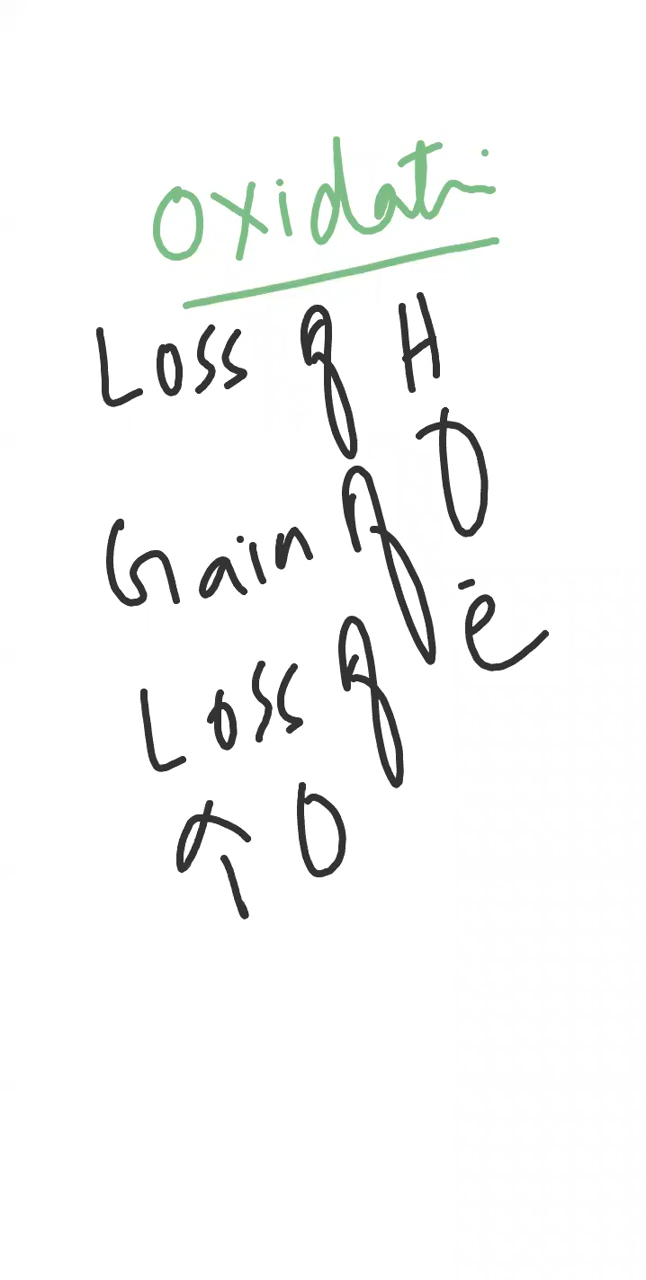 Oxidati
Loss of H
Gain of O
Loss of ē
↑ O